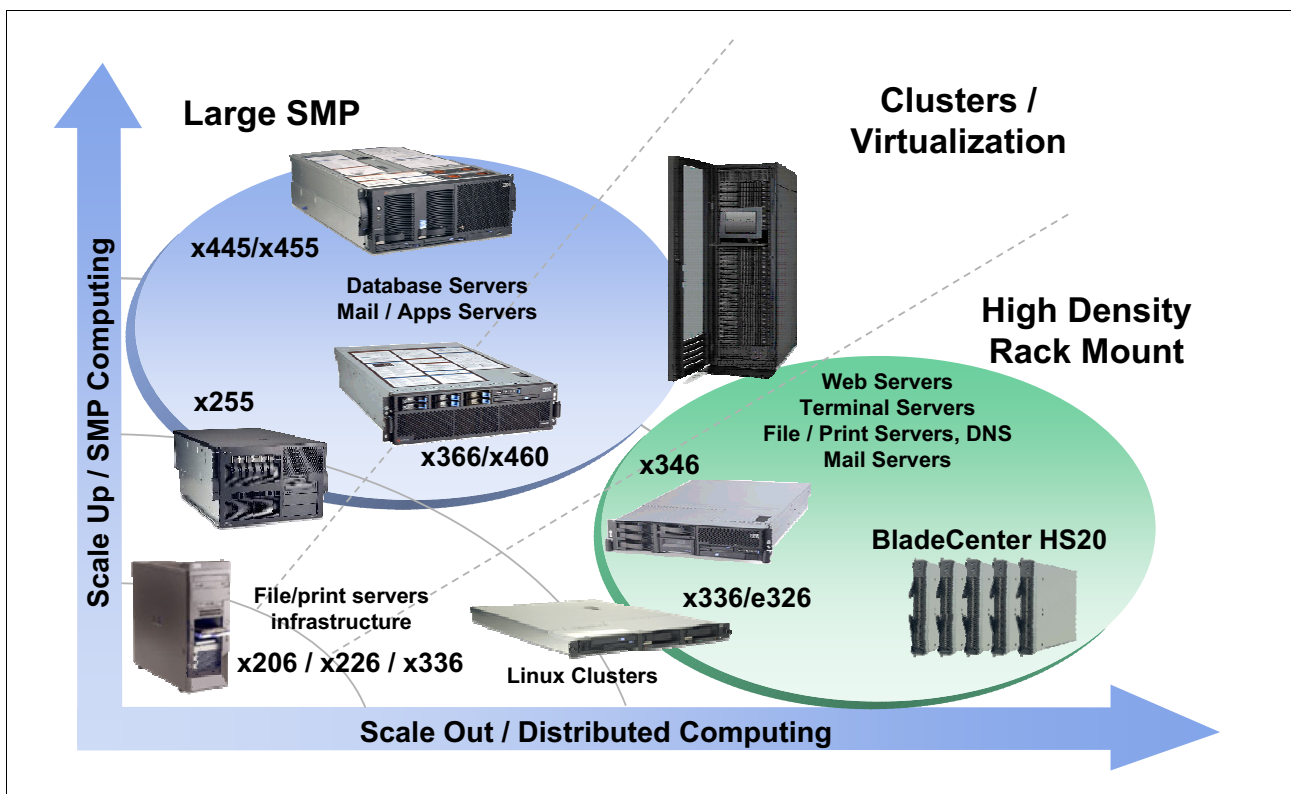 Large SMP
Clusters /
Virtualization
x445/x455
Database Servers
Mail / Apps Servers
High Density
Rack Mount
x255
x366/x460
Web Servers
Terminal Servers
File / Print Servers, DNS
Mail Servers
x346
BladeCenter HS20
x336/e326
File/print servers
infrastructure
x206 / x226 / x336
Linux Clusters
Scale Up / SMP Computing
Scale Out / Distributed Computing